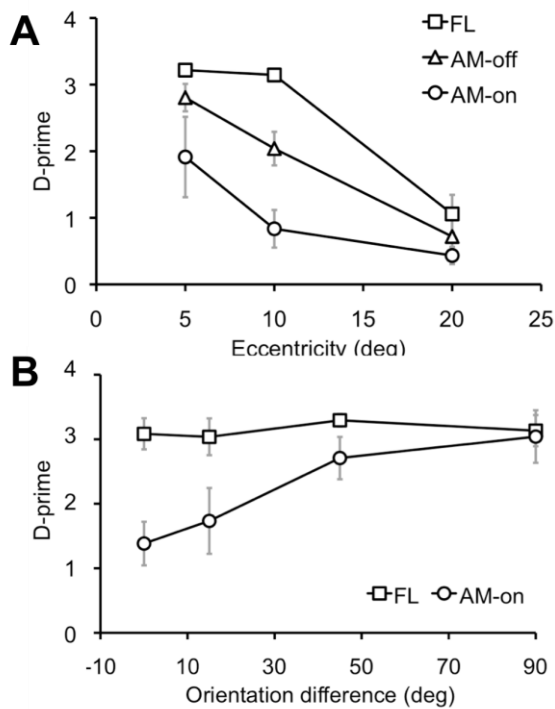 A
4
3
2
1
0
D-prime
FL
AM-off
AM-on
0 5 10 15 20 25
Eccentricity (deg)
B
4
3
2
1
0
D-prime
FL AM-on
-10 10 30 50 70 90
Orientation difference (deg)